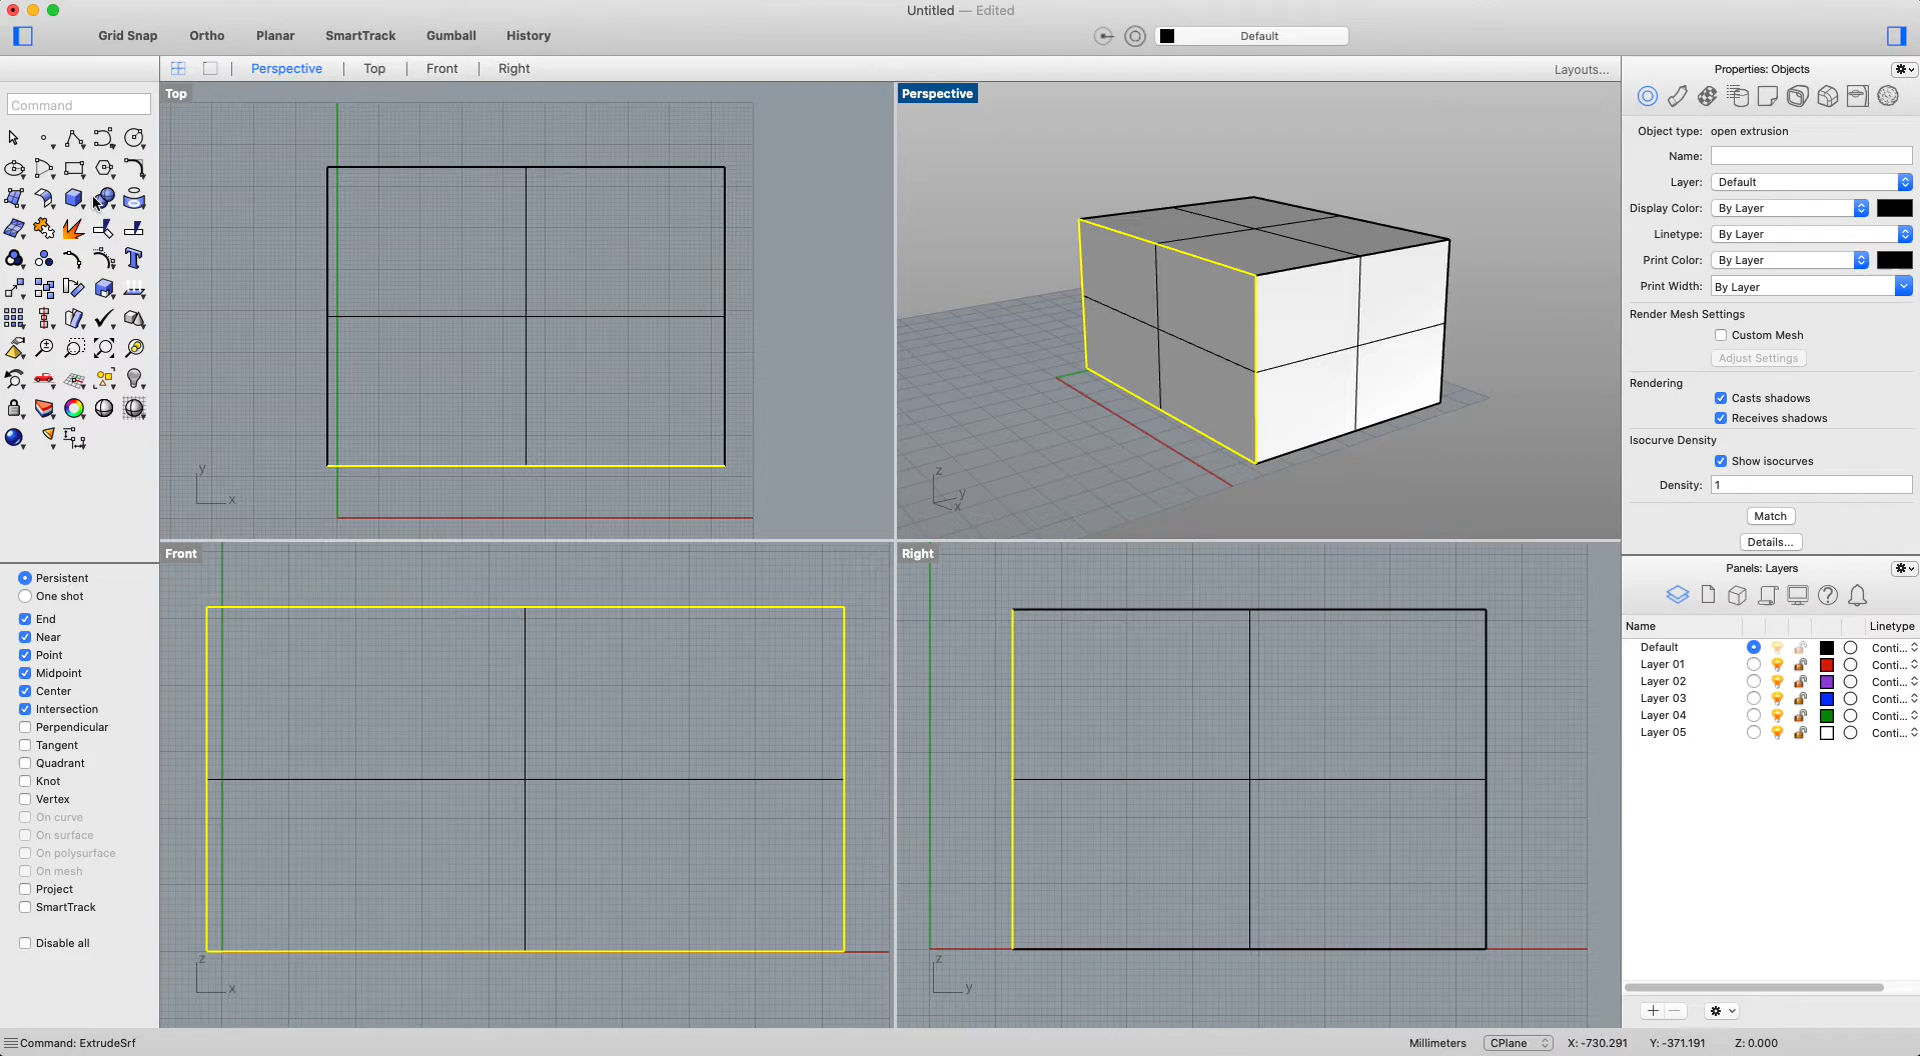 Untitled — Edited
Grid Snap Ortho Planar SmartTrack Gumball History
Default
Perspective Top Front Right Layouts...
Properties: Objects
Command
Top
Perspective
Object type: open extrusion
Name:
Layer: Default
Display Color: By Layer
Linetype: By Layer
Print Color: By Layer
Print Width: By Layer
Render Mesh Settings
Custom Mesh
Adjust Settings
Rendering
Casts shadows
Receives shadows
Isocurve Density
Show isocurves
Density: 1
Match
Details...
y
x
z
y
x
Front
Right
Persistent
One shot
End
Near
Point
Midpoint
Center
Intersection
Perpendicular
Tangent
Quadrant
Knot
Vertex
On curve
On surface
On polysurface
On mesh
Project
SmartTrack
Disable all
z
x
z
y
Panels: Layers
Name Linetype
Default Conti...
Layer 01 Conti...
Layer 02 Conti...
Layer 03 Conti...
Layer 04 Conti...
Layer 05 Conti...
Command: ExtrudeSrf
Millimeters CPlane X: -730.291 Y: -371.191 Z: 0.000